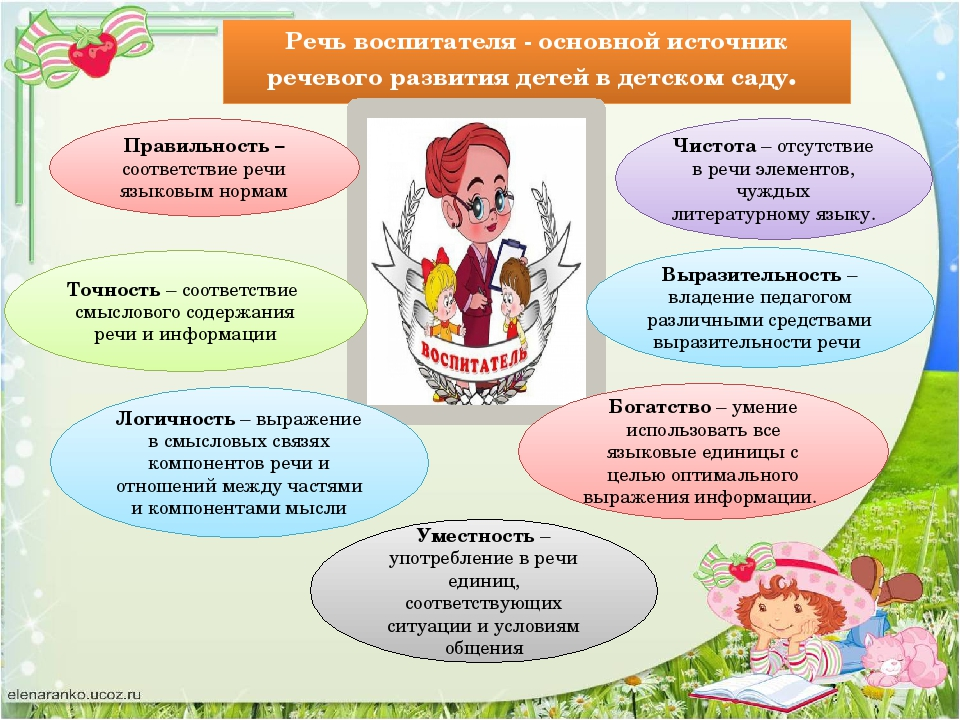 Речь воспитателя - основной источник
речевого развития детей в детском саду.
Правильность –
соответствие речи
языковым нормам
Чистота – отсутствие
в речи элементов,
чуждых
литературному языку.
Точность – соответствие
смыслового содержания
речи и информации
Выразительность –
владение педагогом
различными средствами
выразительности речи
ВОСПИТАТЕЛЬ
Логичность – выражение
в смысловых связях
компонентов речи и
отношений между частями
и компонентами мысли
Богатство – умение
использовать все
языковые единицы с
целью оптимального
выражения информации.
Уместность –
употребление в речи
единиц,
соответствующих
ситуации и условиям
общения
elenaranko.ucoz.ru